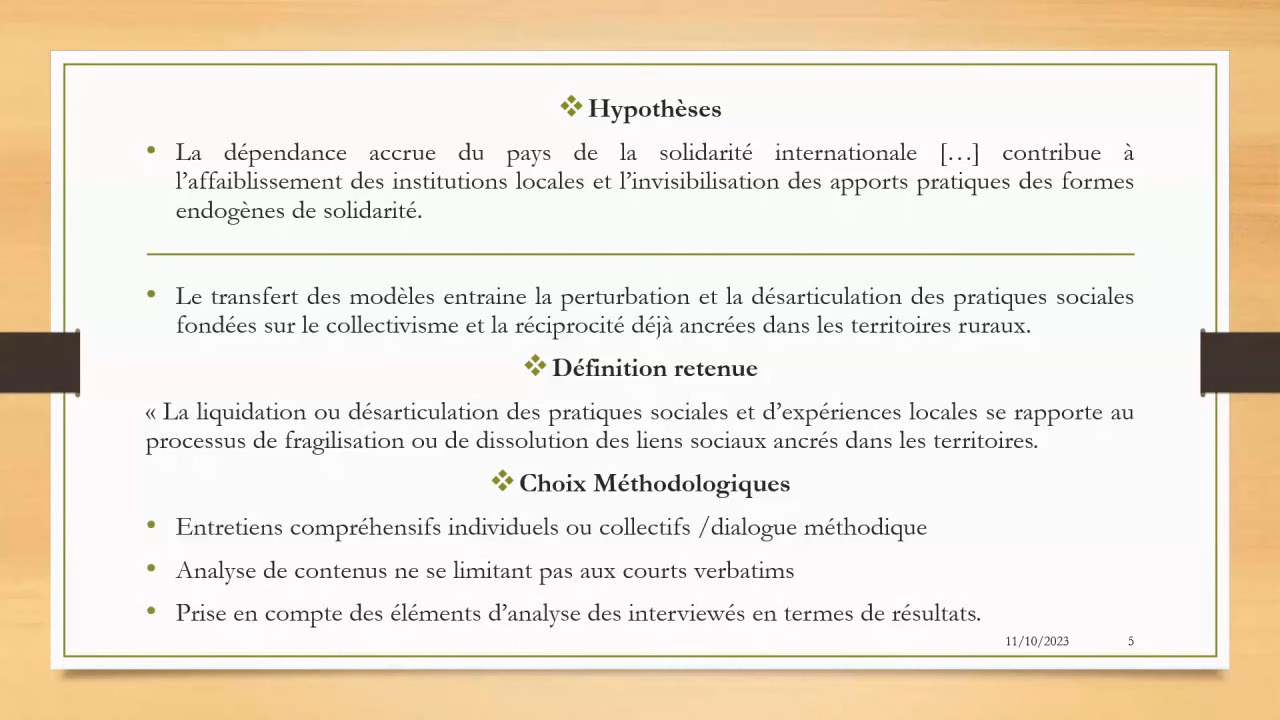 Hypothèses
La dépendance accrue du pays de la solidarité internationale […] contribue à
l’affaiblissement des institutions locales et l’invisibilisation des apports pratiques des formes
endogènes de solidarité.
Le transfert des modèles entraine la perturbation et la désarticulation des pratiques sociales
fondées sur le collectivisme et la réciprocité déjà ancrées dans les territoires ruraux.
Définition retenue
« La liquidation ou désarticulation des pratiques sociales et d’expériences locales se rapporte au
processus de fragilisation ou de dissolution des liens sociaux ancrés dans les territoires.
Choix Méthodologiques
Entretiens compréhensifs individuels ou collectifs /dialogue méthodique
Analyse de contenus ne se limitant pas aux courts verbatims
Prise en compte des éléments d’analyse des interviewés en termes de résultats.
11/10/2023 5